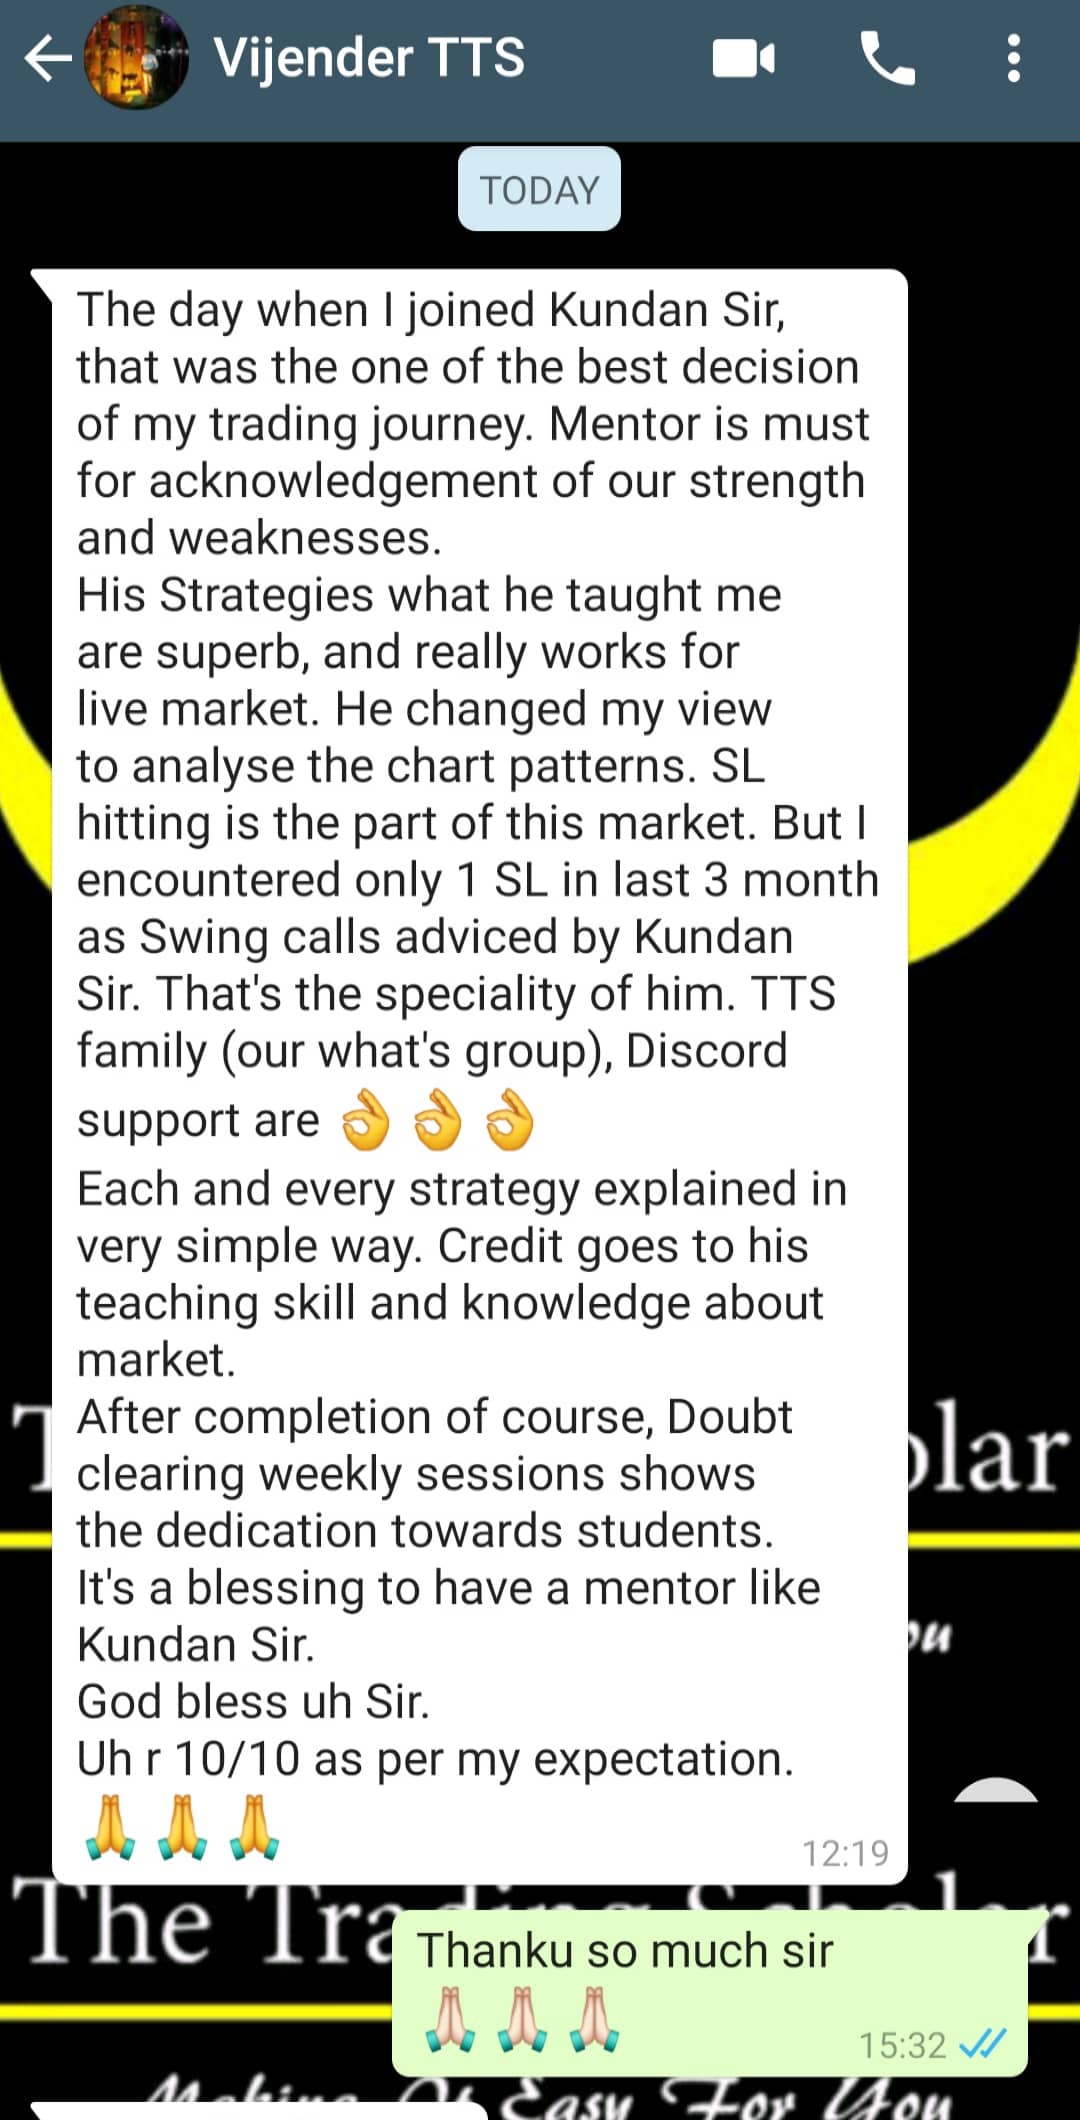 Vijender TTS
TODAY
The day when I joined Kundan Sir,
that was the one of the best decision
of my trading journey. Mentor is must
for acknowledgement of our strength
and weaknesses.
His Strategies what he taught me
are superb, and really works for
live market. He changed my view
to analyse the chart patterns. SL
hitting is the part of this market. But I
encountered only 1 SL in last 3 month
as Swing calls adviced by Kundan
Sir. That's the speciality of him. TTS
family (our what's group), Discord
support are 👌👌👌
Each and every strategy explained in
very simple way. Credit goes to his
teaching skill and knowledge about
market.
After completion of course, Doubt
clearing weekly sessions shows
the dedication towards students.
It's a blessing to have a mentor like
Kundan Sir.
God bless uh Sir.
Uh r 10/10 as per my expectation.
🙏🙏🙏
12:19
The
Thanku so much sir
🙏🏻🙏🏻🙏🏻
15:32
Easy For You